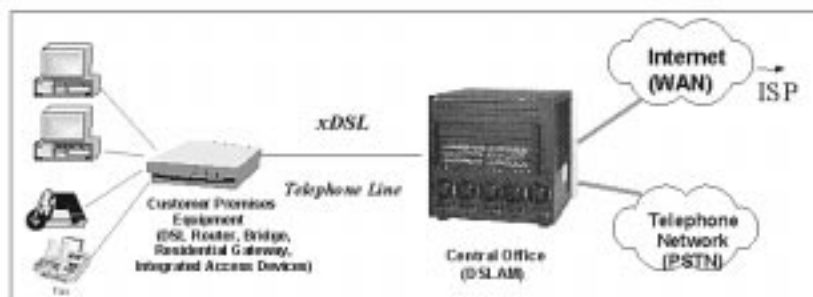 xDSL
Telephone Line
Customer Premises
Equipment
(DSL Router, Bridge,
Residential Gateway,
Integrated Access Devices)
Fax
Central Office
(DSLAM)
Internet
(WAN)
ISP
Telephone
Network
(PSTN)